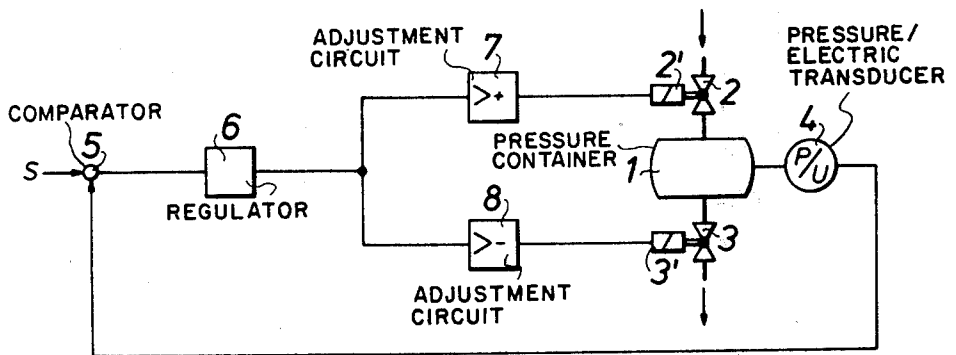 PRESSURE/
ELECTRIC
TRANSDUCER
ADJUSTMENT
CIRCUIT
7
>+
2'
2
COMPARATOR
5
S
6
REGULATOR
PRESSURE
CONTAINER
1
4
P/U
8
>-
3'
3
ADJUSTMENT
CIRCUIT